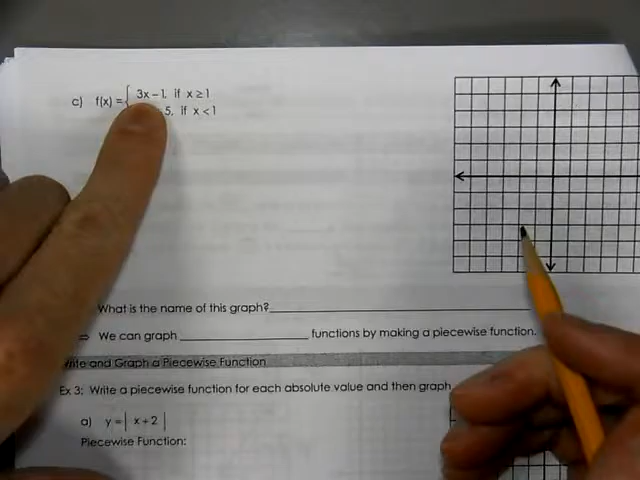 c) f(x) = { 3x – 1, if x ≥ 1
5, if x < 1
What is the name of this graph?
⇒ We can graph ____________ functions by making a piecewise function.
Write and Graph a Piecewise Function
Ex 3: Write a piecewise function for each absolute value and then graph.
a) y = | x + 2 |
Piecewise Function: